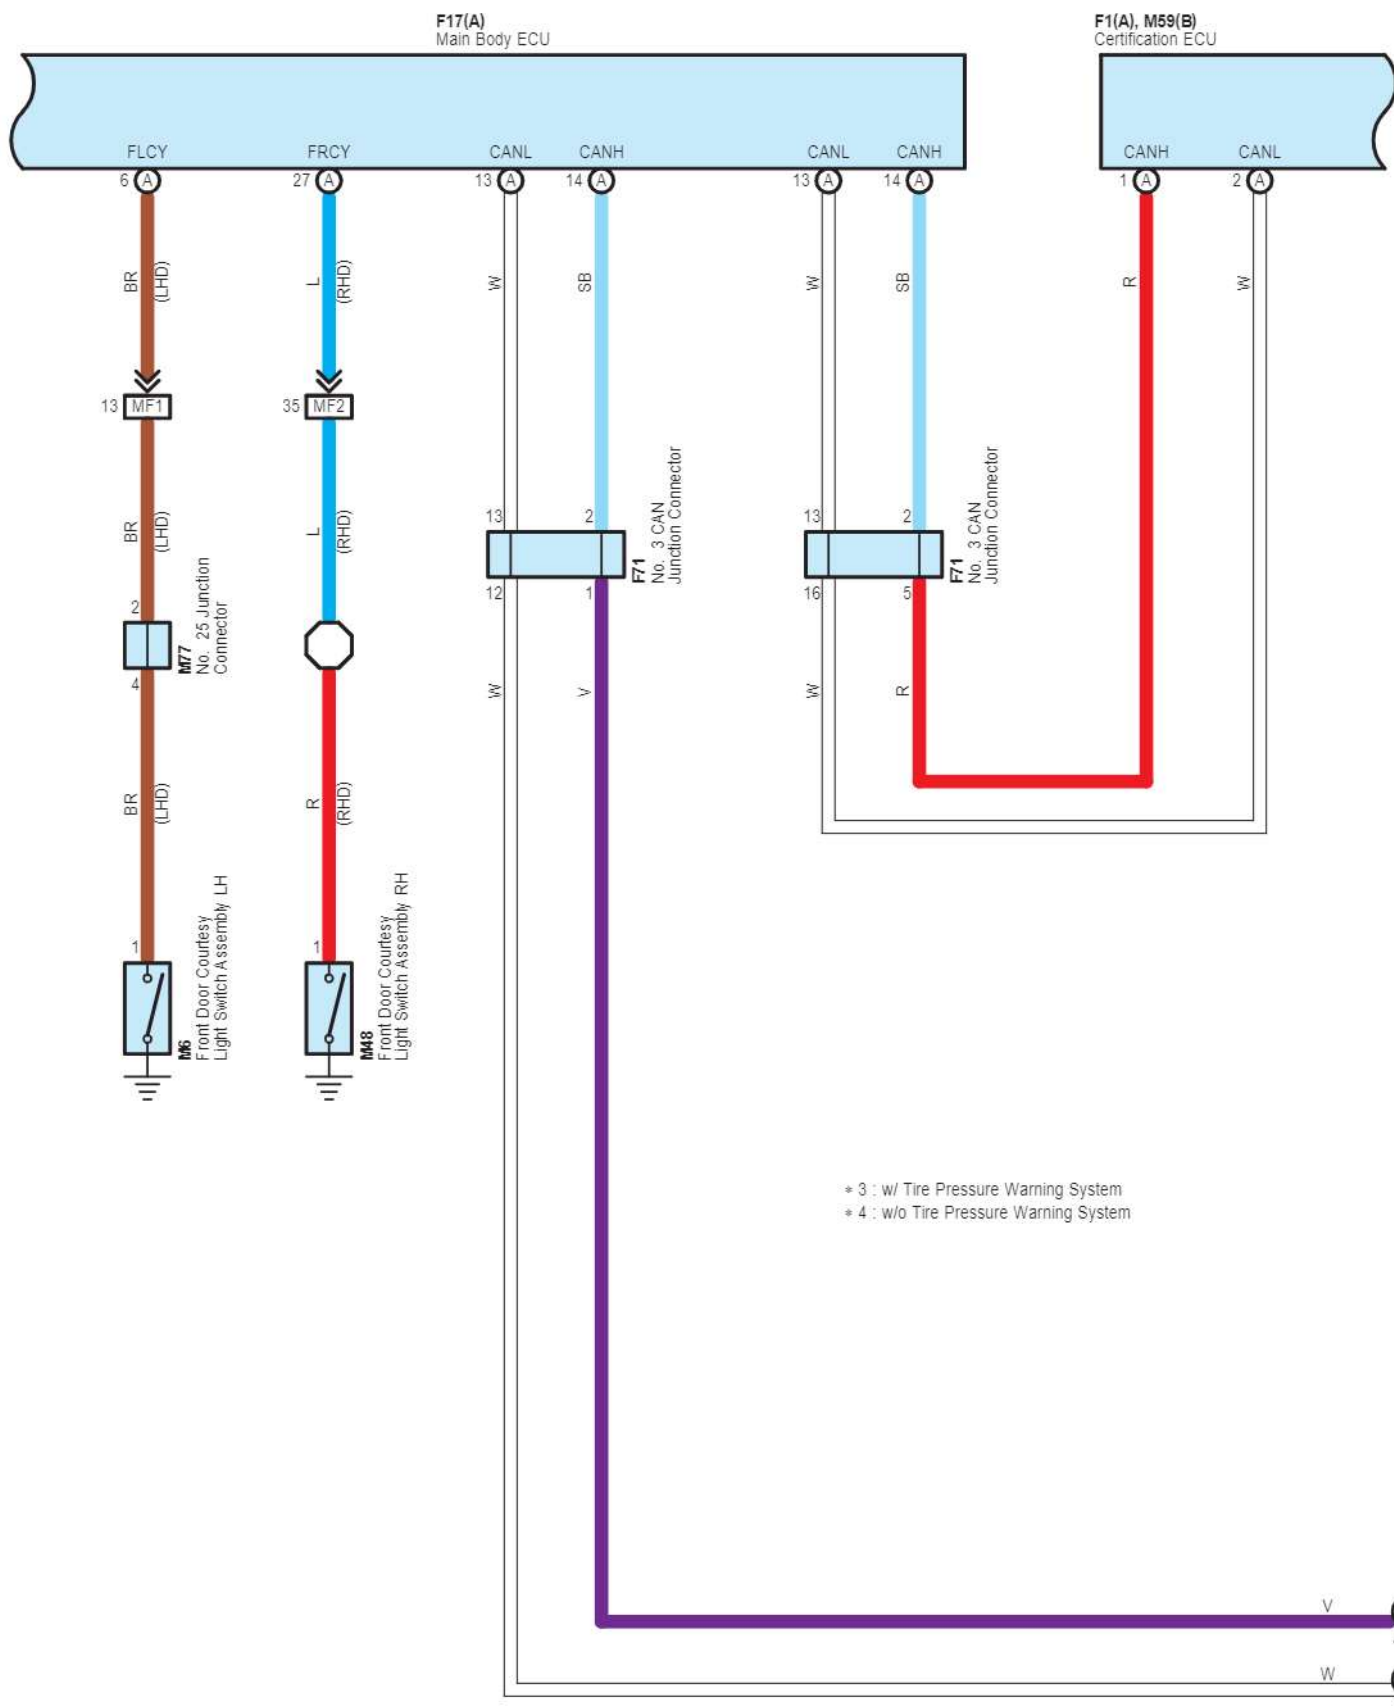 F17(A)
Main Body ECU
F1(A), M59(B)
Certification ECU
FLCY
FRCY
CANL
CANH
CANL
CANH
CANH
CANL
6 A
27 A
13 A
14 A
13 A
14 A
1 A
2 A
BR
(LHD)
L
(RHD)
W
SB
W
SB
R
W
13 MF1
35 MF2
BR
(LHD)
L
(RHD)
13
2
12
1
F71
No. 3 CAN
Junction Connector
13
2
16
5
F71
No. 3 CAN
Junction Connector
2
4
M77
No. 25 Junction
Connector
W
V
W
R
BR
(LHD)
R
(RHD)
1
M6
Front Door Courtesy
Light Switch Assembly LH
1
M48
Front Door Courtesy
Light Switch Assembly RH
* 3 : w/ Tire Pressure Warning System
* 4 : w/o Tire Pressure Warning System
V
W